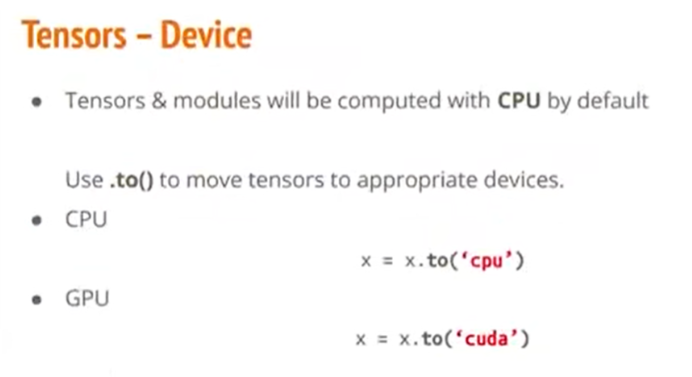 Tensors – Device
• Tensors & modules will be computed with CPU by default
Use .to() to move tensors to appropriate devices.
• CPU
x = x.to(‘cpu’)
• GPU
x = x.to(‘cuda’)